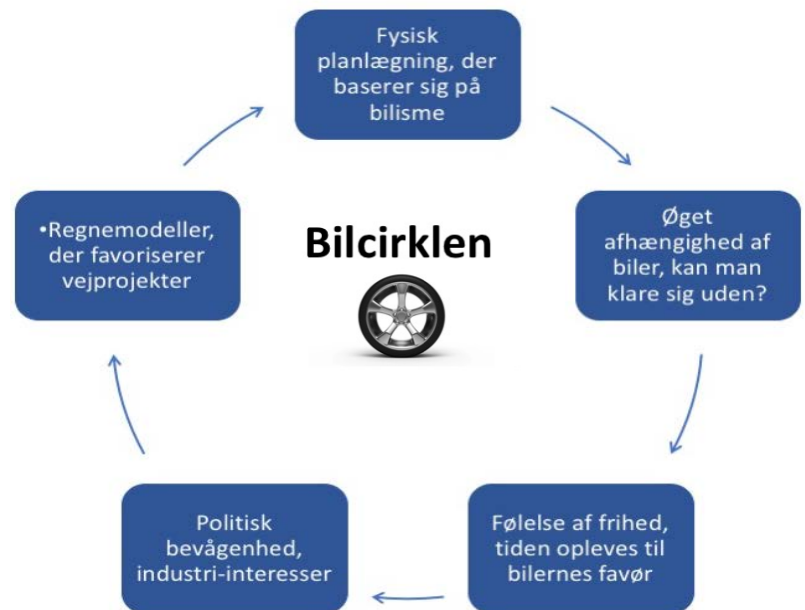 Fysisk
planlægning, der
baserer sig på
bilisme
Øget
afhængighed af
biler, kan man
klare sig uden?
Følelse af frihed,
tiden opleves til
bilernes favør
Politisk
bevågenhed,
industri-interesser
•Regnemodeller,
der favoriserer
vejprojekter
Bilcirklen